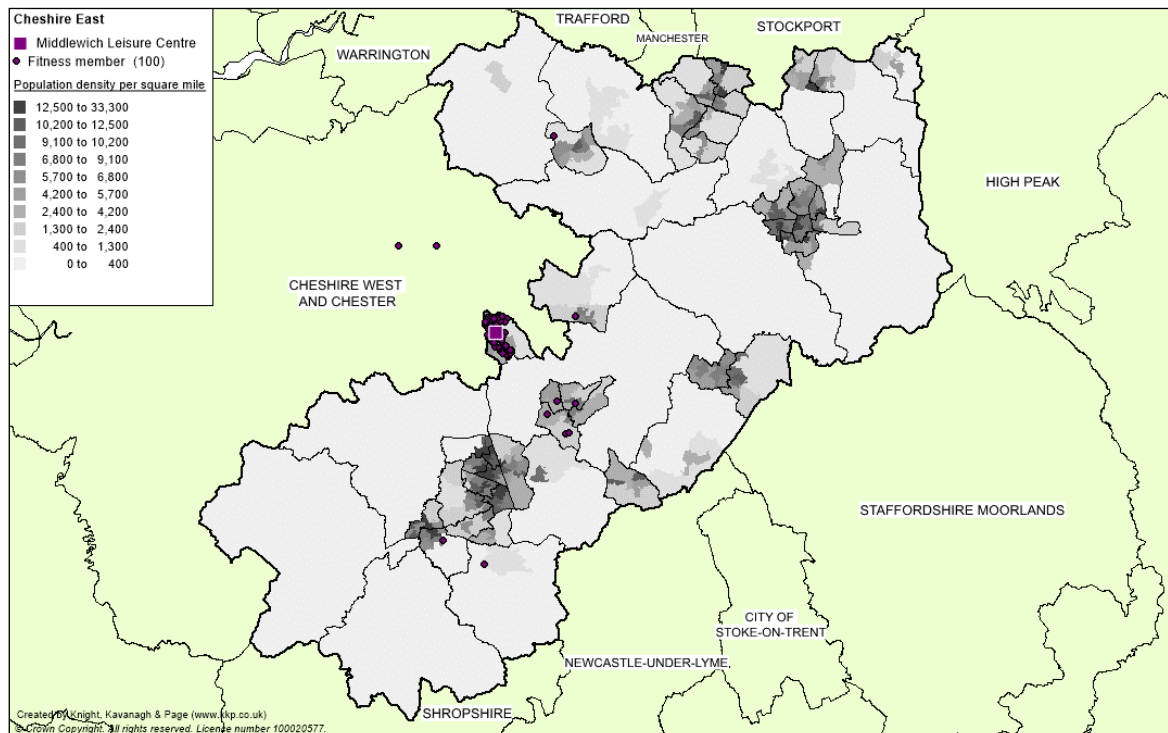 Cheshire East
Middlewich Leisure Centre
Fitness member (100)
Population density per square mile
12,500 to 33,300
10,200 to 12,500
9,100 to 10,200
6,800 to 9,100
5,700 to 6,800
4,200 to 5,700
2,400 to 4,200
1,300 to 2,400
400 to 1,300
0 to 400
TRAFFORD
MANCHESTER
STOCKPORT
WARRINGTON
HIGH PEAK
CHESHIRE WEST
AND CHESTER
STAFFORDSHIRE MOORLANDS
CITY OF
STOKE-ON-TRENT
NEWCASTLE-UNDER-LYME
SHROPSHIRE
Created by Knight, Kavanagh & Page (www.kkp.co.uk)
© Crown Copyright. All rights reserved. License number 100020577.